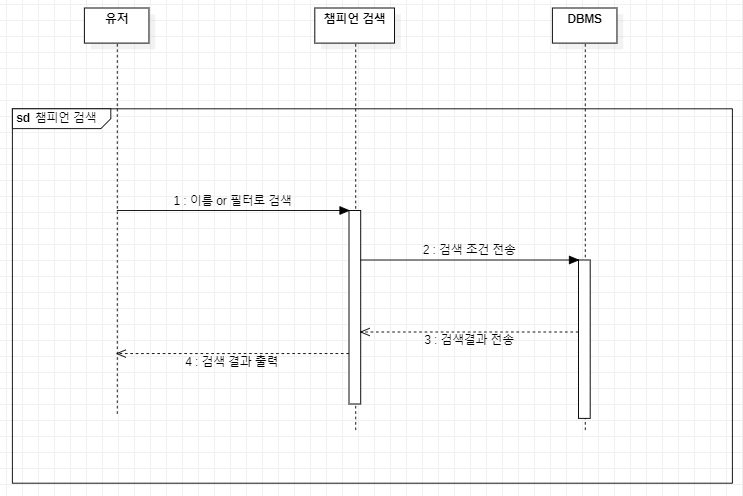 유저
챔피언 검색
DBMS
sd 챔피언 검색
1 : 이름 or 필터로 검색
2 : 검색 조건 전송
3 : 검색결과 전송
4 : 검색 결과 출력